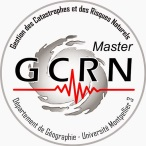 Gestion des Catastrophes et des Risques Naturels
Master
GCRN
Département de Géographie - Université Montpellier 3